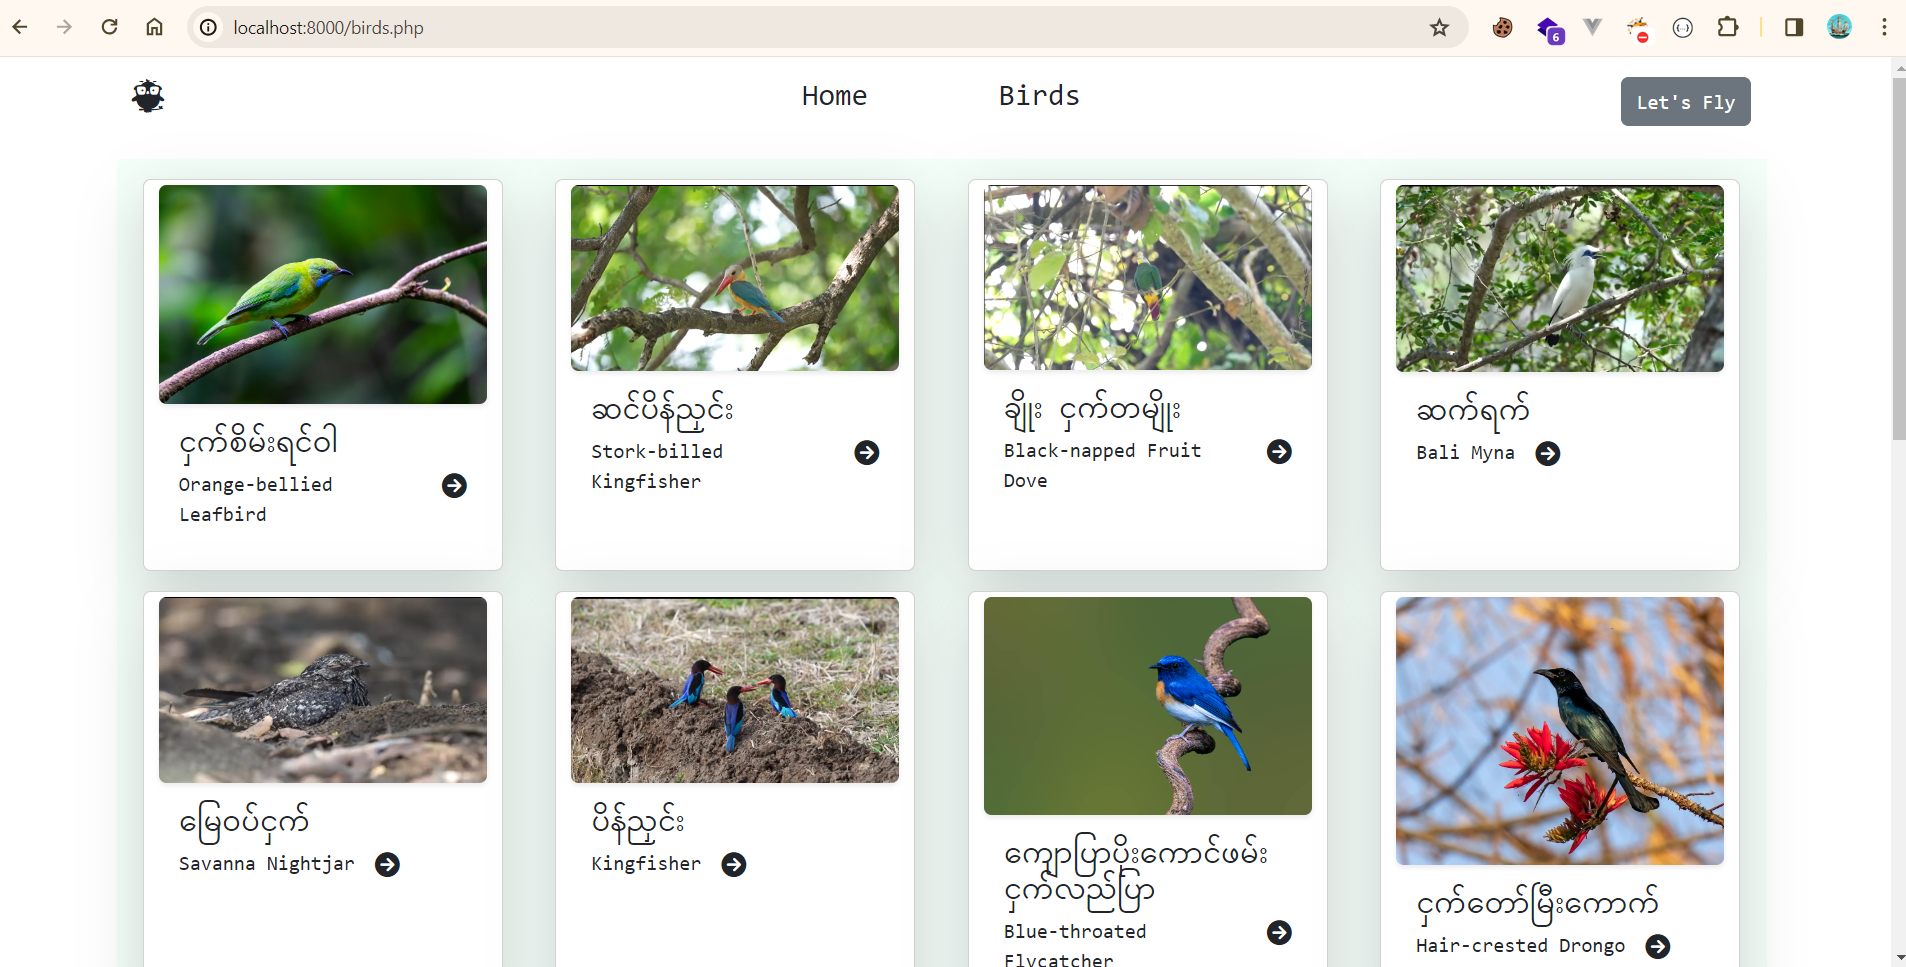 localhost:8000/birds.php
6
Home
Birds
Let's Fly
ငှက်စိမ်းရင်ဝါ
Orange-bellied
Leafbird
ဆင်ပိန်ညှင်း
Stork-billed
Kingfisher
ချိုး ငှက်တမျိုး
Black-napped Fruit
Dove
ဆက်ရက်
Bali Myna
မြေဝပ်ငှက်
Savanna Nightjar
ပိန်ညှင်း
Kingfisher
ကျောပြာပိုးကောင်ဖမ်း
ငှက်လည်ပြာ
Blue-throated
Flycatcher
ငှက်တော်မြီးကောက်
Hair-crested Drongo